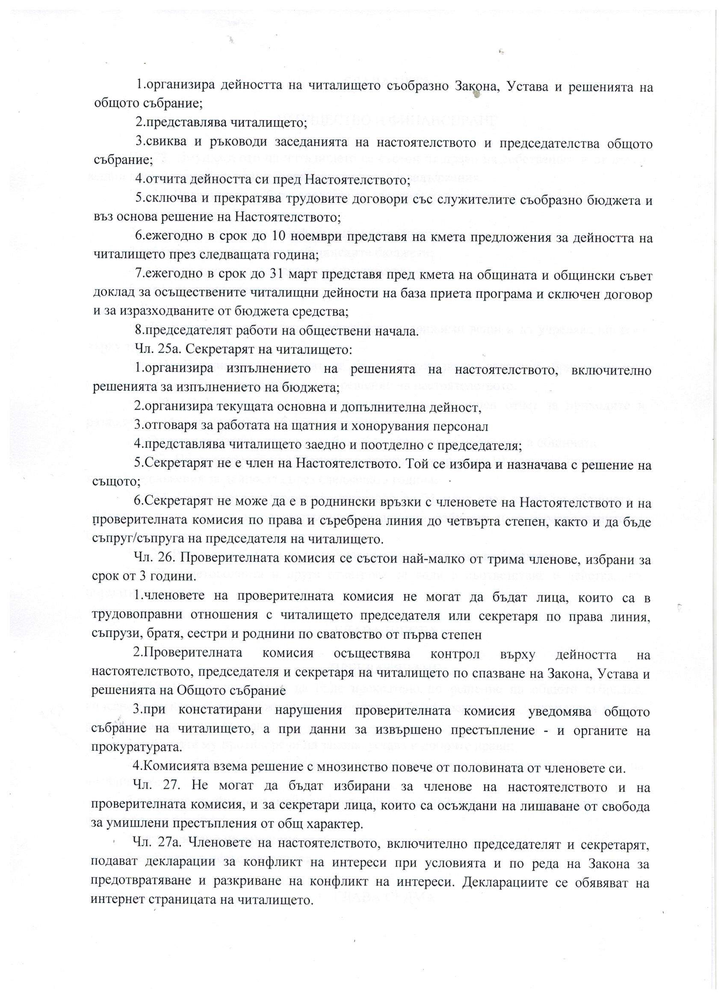 1.организира дейността на читалището съобразно Закона, Устава и решенията на
общото събрание;
2.представлява читалището;
3.свиква и ръководи заседанията на настоятелството и председателства общото
събрание;
4.отчита дейността си пред Настоятелството;
5.сключва и прекратява трудовите договори със служителите съобразно бюджета и
въз основа решение на Настоятелството;
6.ежегодно в срок до 10 ноември представя на кмета предложения за дейността на
читалището през следващата година;
7.ежегодно в срок до 31 март представя пред кмета на общината и общински съвет
доклад за осъществените читалищни дейности на база приета програма и сключен договор
и за изразходваните от бюджета средства;
8.председателят работи на обществени начала.
Чл. 25а. Секретарят на читалището:
1.организира изпълнението на решенията на настоятелството, включително
решенията за изпълнението на бюджета;
2.организира текущата основна и допълнителна дейност,
3.отговаря за работата на щатния и хонорувания персонал
4.представлява читалището заедно и поотделно с председателя;
5.Секретарят не е член на Настоятелството. Той се избира и назначава с решение на
същото;
6.Секретарят не може да е в роднински връзки с членовете на Настоятелството и на
проверителната комисия по права и съребрена линия до четвърта степен, както и да бъде
съпруг/съпруга на председателя на читалището.
Чл. 26. Проверителната комисия се състои най-малко от трима членове, избрани за
срок от 3 години.
1.членовете на проверителната комисия не могат да бъдат лица, които са в
трудовоправни отношения с читалището председателя или секретаря по права линия,
съпрузи, братя, сестри и роднини по сватовство от първа степен
2.Проверителната комисия осъществява контрол върху дейността на
настоятелството, председателя и секретаря на читалището по спазване на Закона, Устава и
решенията на Общото събрание
3.при констатирани нарушения проверителната комисия уведомява общото
събрание на читалището, а при данни за извършено престъпление - и органите на
прокуратурата.
4.Комисията взема решение с мнозинство повече от половината от членовете си.
Чл. 27. Не могат да бъдат избирани за членове на настоятелството и на
проверителната комисия, и за секретари лица, които са осъждани на лишаване от свобода
за умишлени престъпления от общ характер.
Чл. 27а. Членовете на настоятелството, включително председателят и секретарят,
подават декларации за конфликт на интереси при условията и по реда на Закона за
предотвратяване и разкриване на конфликт на интереси. Декларациите се обявяват на
интернет страницата на читалището.